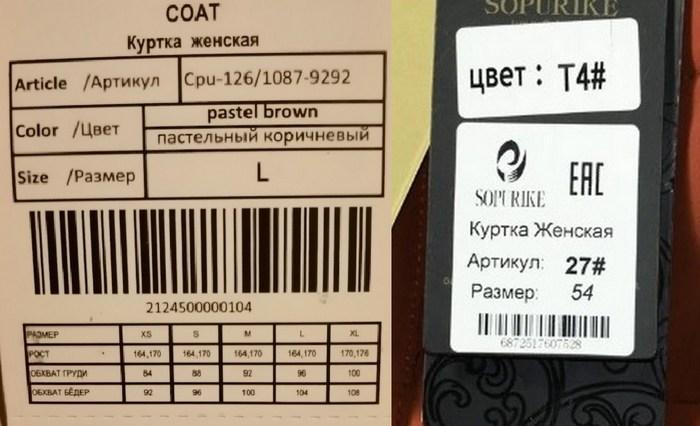 COAT
Куртка женская
Article /Артикул Cpu-126/1087-9292
Color /Цвет pastel brown
пастельный коричневый
Size /Размер L
2124500000104
РАЗМЕР XS S M L XL
РОСТ 164,170 164,170 164,170 164,170 170,176
ОБХВАТ ГРУДИ 84 88 92 96 100
ОБХВАТ БЁДЕР 92 96 100 104 108
SOPURIKE
цвет : T4#
SOPURIKE
EAC
Куртка Женская
Артикул: 27#
Размер: 54
6872517607528